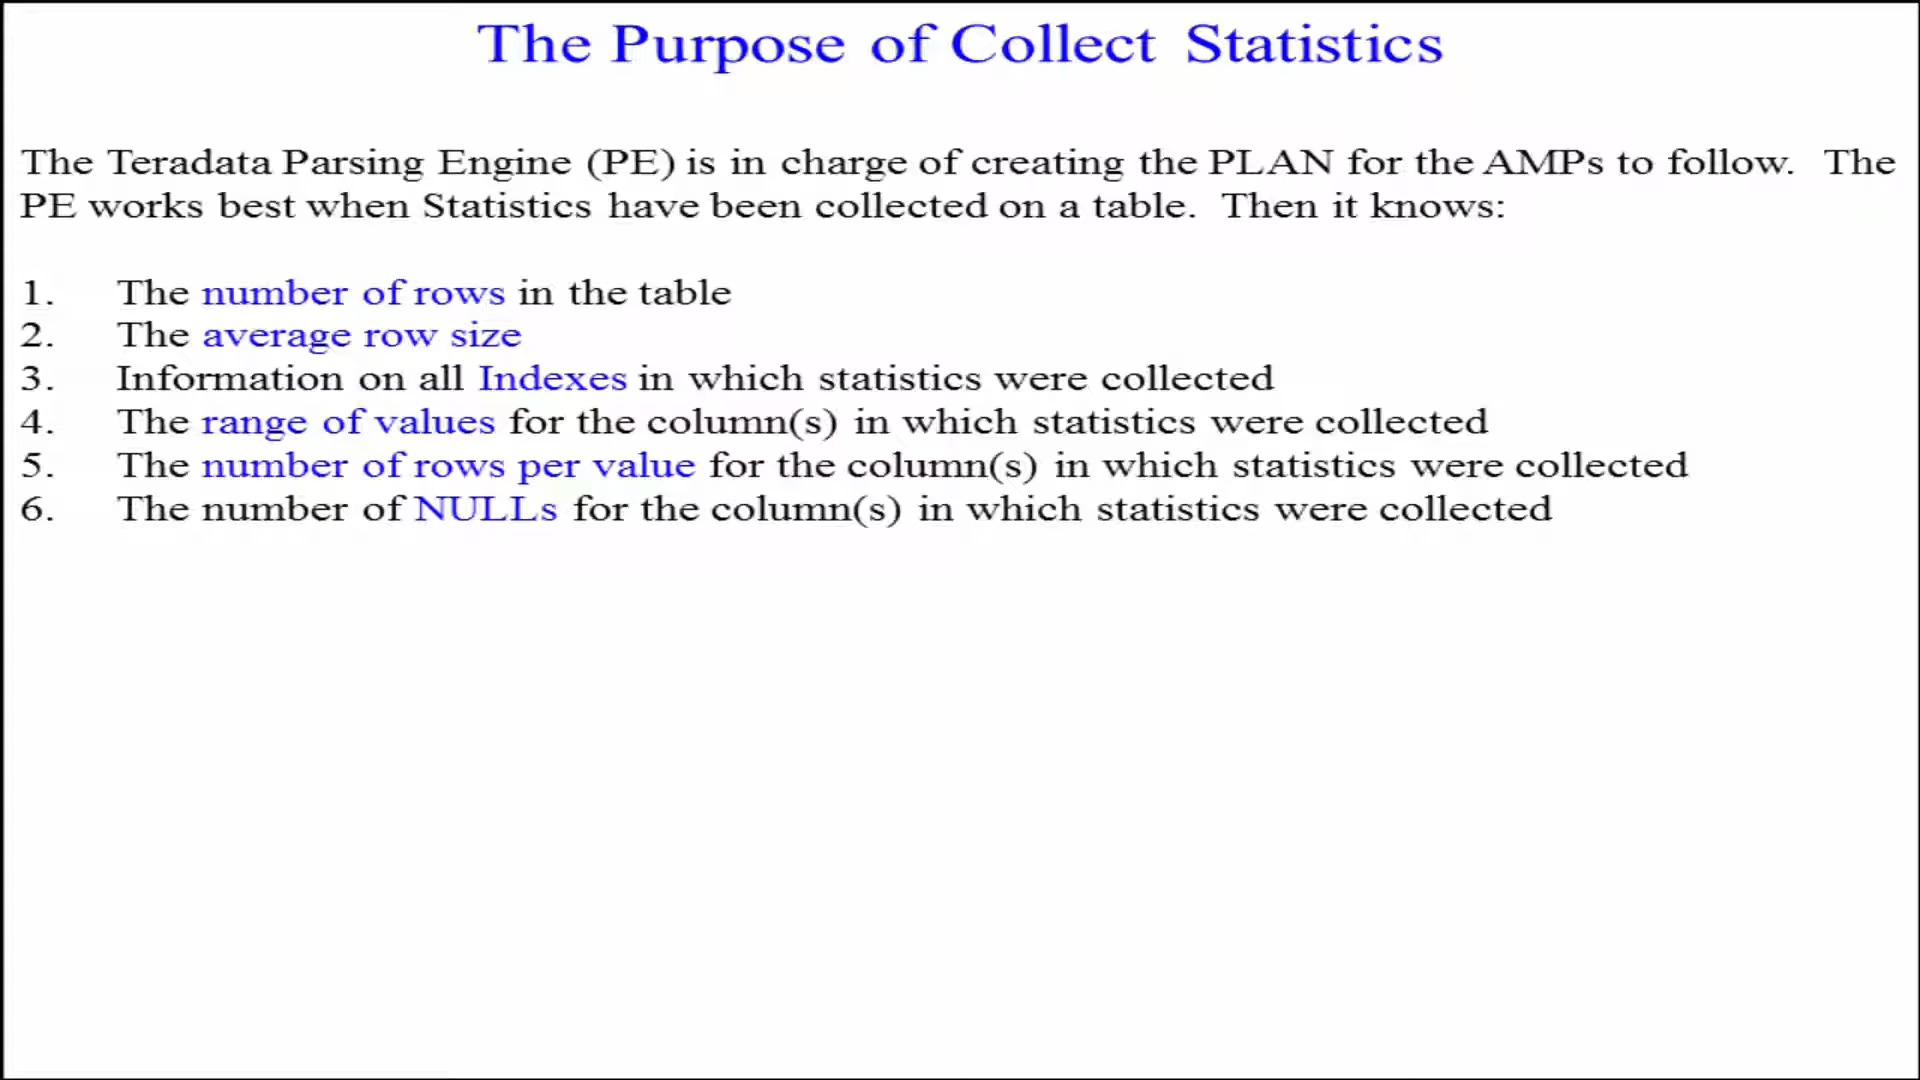 The Purpose of Collect Statistics
The Teradata Parsing Engine (PE) is in charge of creating the PLAN for the AMPs to follow. The
PE works best when Statistics have been collected on a table. Then it knows:
1. The number of rows in the table
2. The average row size
3. Information on all Indexes in which statistics were collected
4. The range of values for the column(s) in which statistics were collected
5. The number of rows per value for the column(s) in which statistics were collected
6. The number of NULLs for the column(s) in which statistics were collected